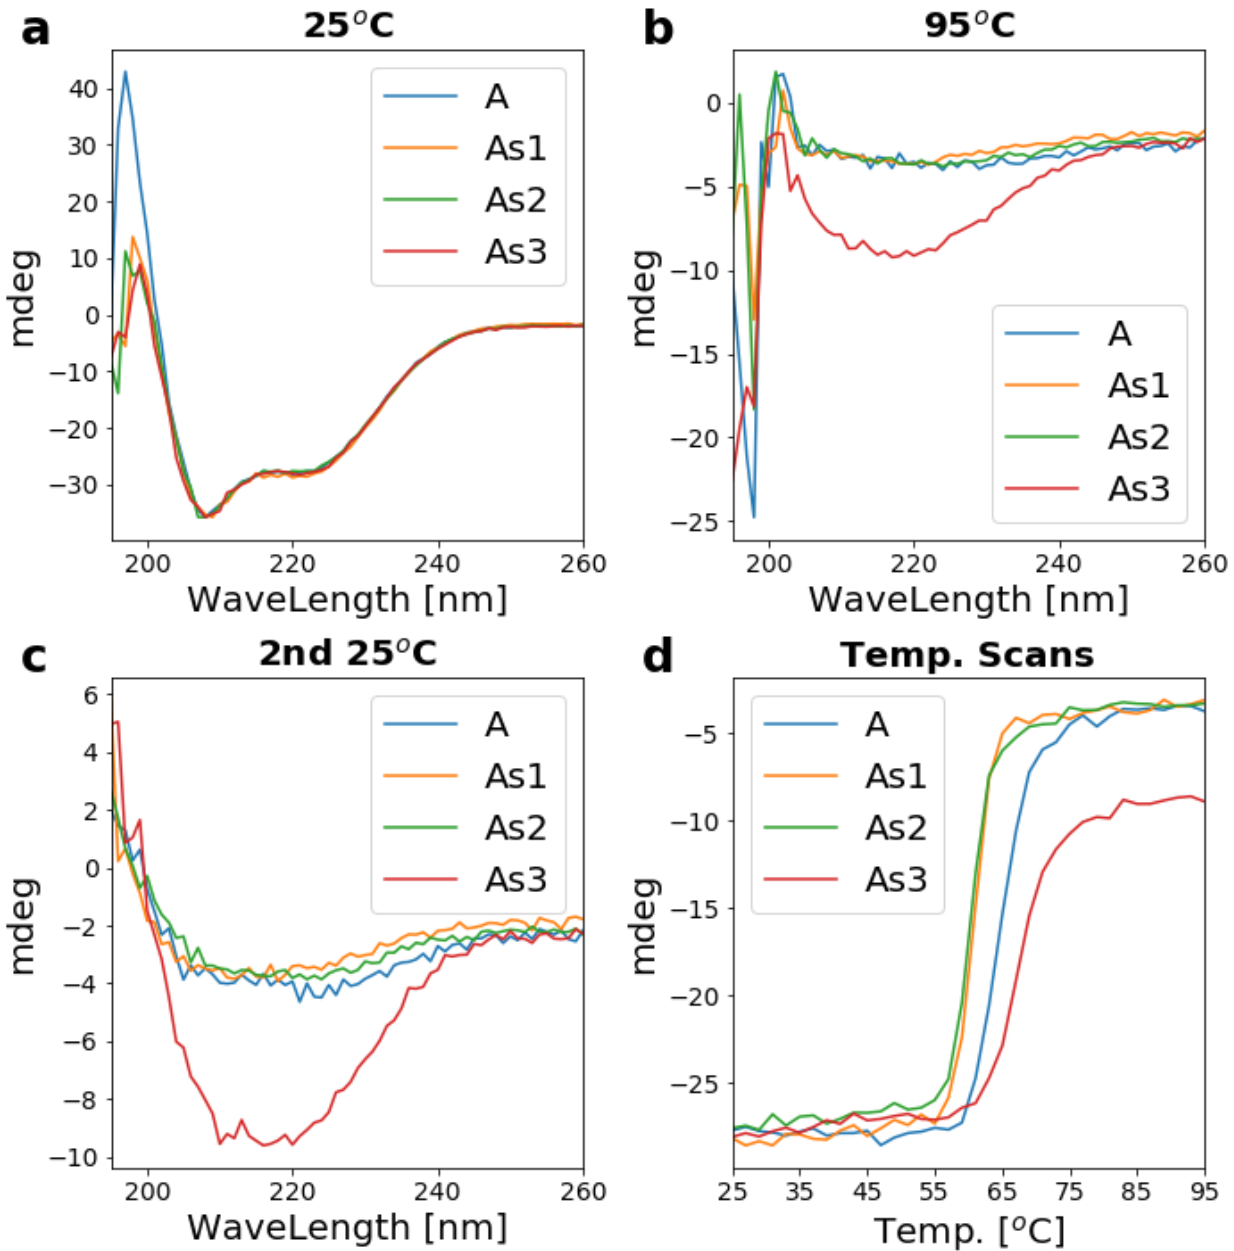 a
25°C
40
30
20
10
0
−10
−20
−30
mdeg
A
As1
As2
As3
200
220
240
260
WaveLength [nm]
b
95°C
0
−5
−10
−15
−20
−25
mdeg
A
As1
As2
As3
200
220
240
260
WaveLength [nm]
c
2nd 25°C
6
4
2
0
−2
−4
−6
−8
−10
mdeg
A
As1
As2
As3
200
220
240
260
WaveLength [nm]
d
Temp. Scans
−5
−10
−15
−20
−25
mdeg
A
As1
As2
As3
25
35
45
55
65
75
85
95
Temp. [°C]